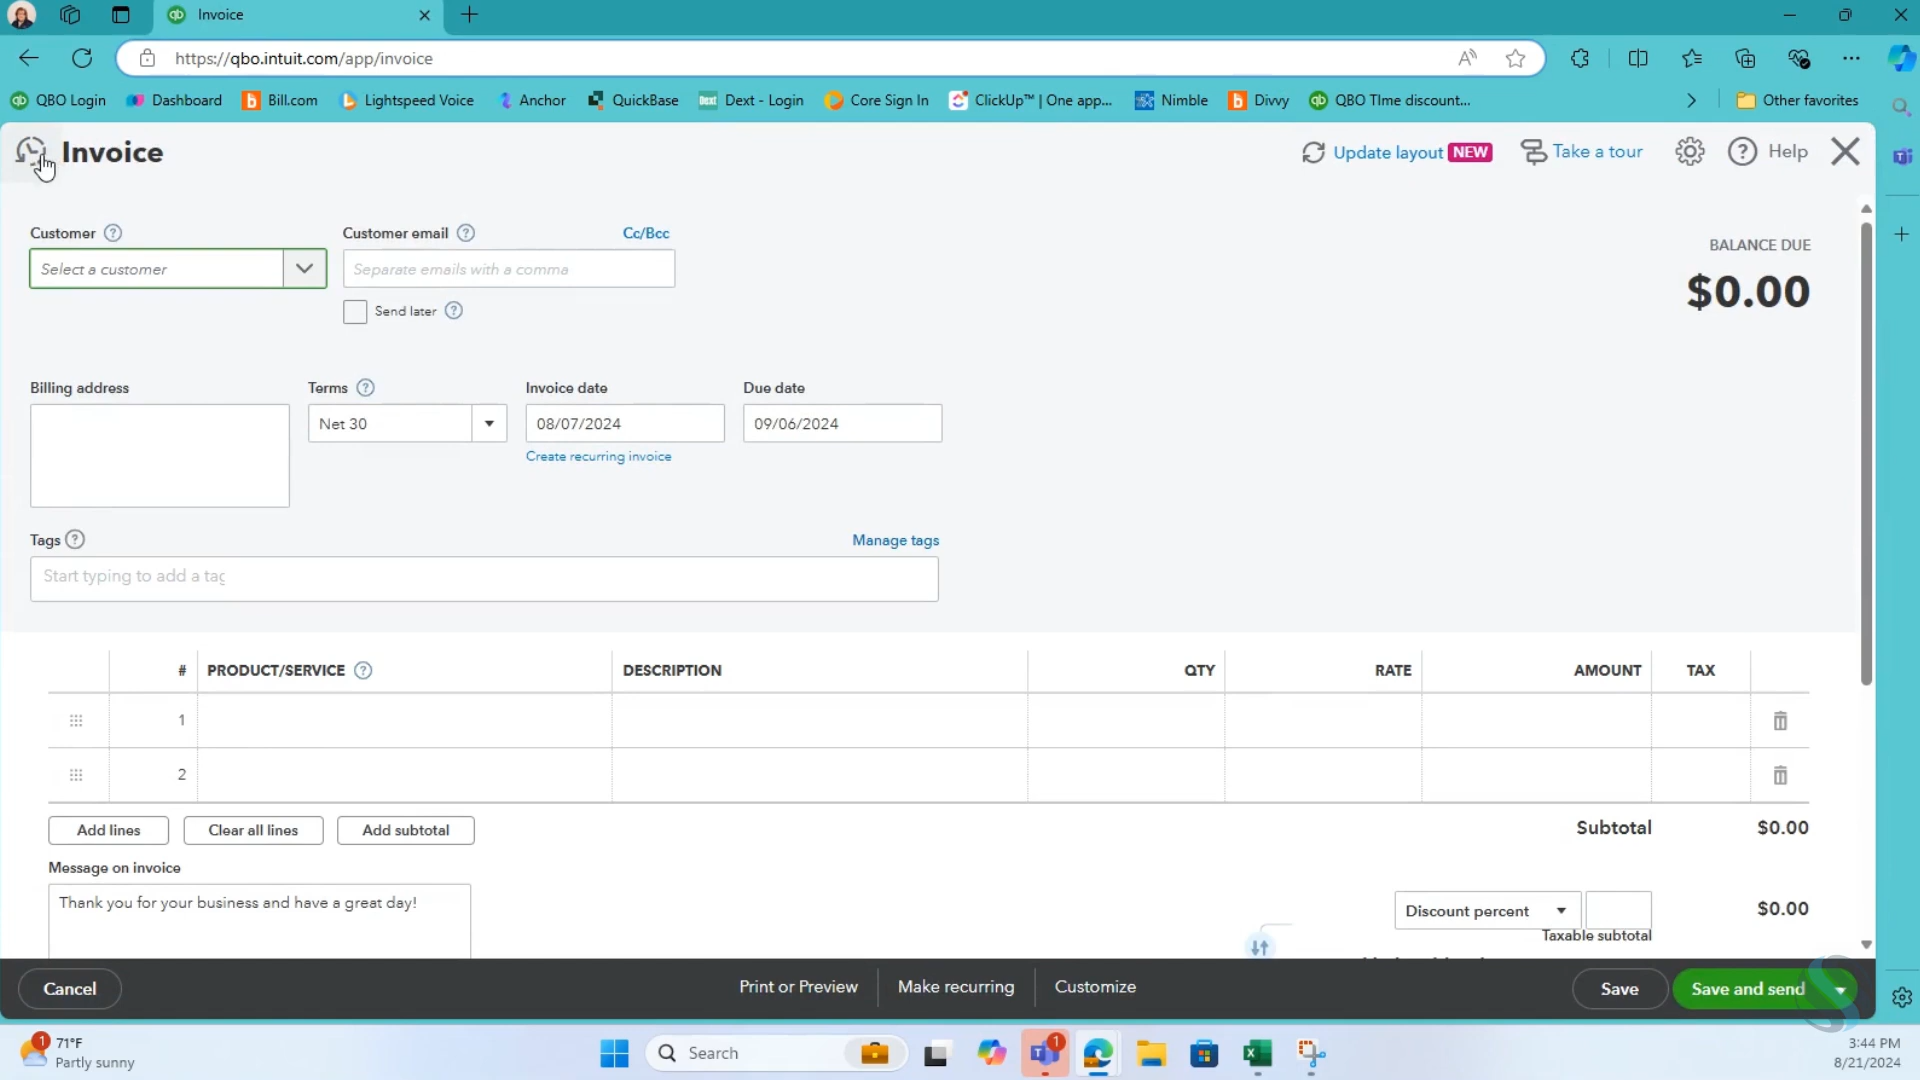 Invoice
https://qbo.intuit.com/app/invoice
QBO Login Dashboard Bill.com Lightspeed Voice Anchor QuickBase Dext - Login Core Sign In ClickUp™ | One app... Nimble Divvy QBO TIme discount... Other favorites
Invoice Update layout NEW Take a tour Help
Customer Customer email Cc/Bcc
BALANCE DUE
Select a customer Separate emails with a comma
$0.00
Send later
Billing address Terms Invoice date Due date
Net 30 08/07/2024 09/06/2024
Create recurring invoice
Tags Manage tags
Start typing to add a tag
# PRODUCT/SERVICE DESCRIPTION QTY RATE AMOUNT TAX
1
2
Add lines Clear all lines Add subtotal Subtotal $0.00
Message on invoice
Thank you for your business and have a great day!
Discount percent $0.00
Taxable subtotal
Cancel Print or Preview Make recurring Customize Save Save and send
1 71°F
Partly sunny
Search
1
3:44 PM
8/21/2024